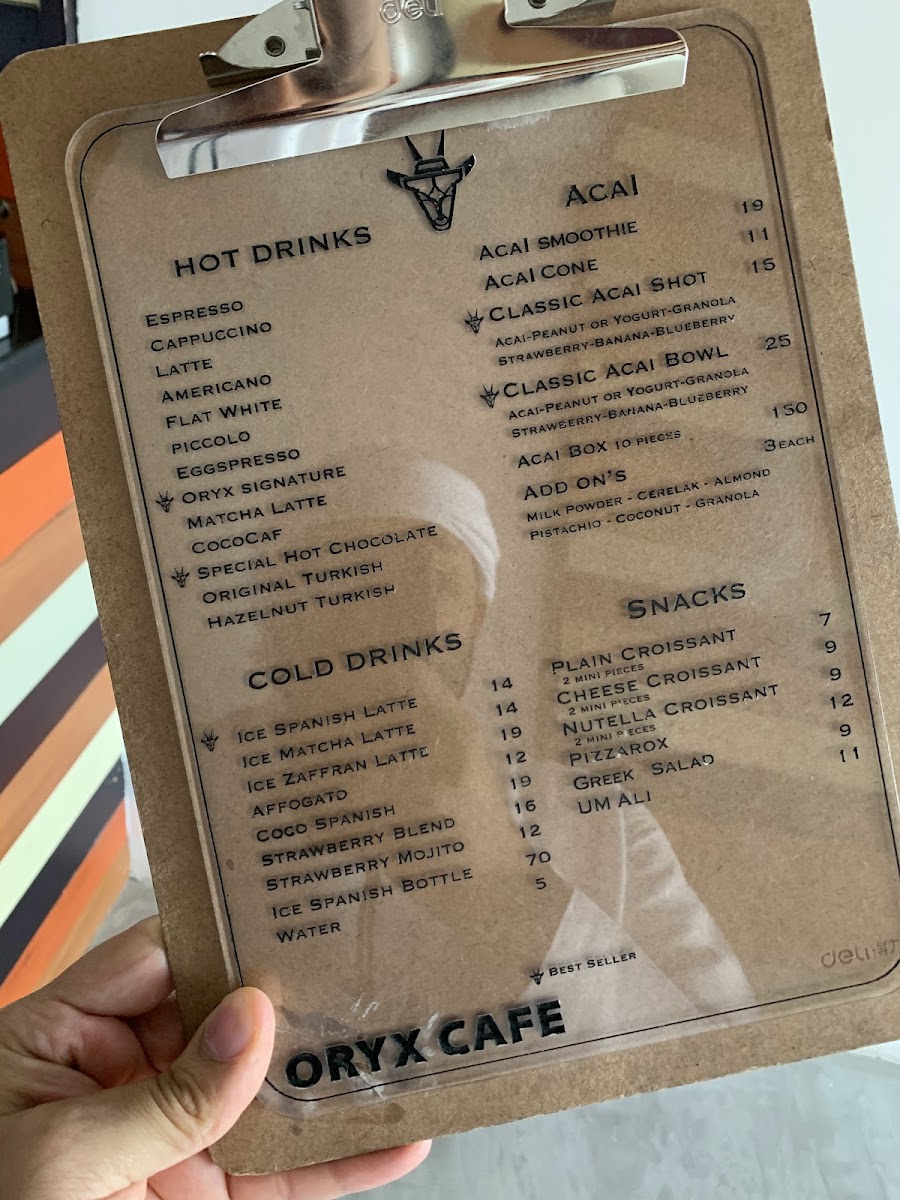 deli
HOT DRINKS
ESPRESSO
CAPPUCCINO
LATTE
AMERICANO
FLAT WHITE
PICCOLO
EGGSPRESSO
ORYX SIGNATURE
MATCHA LATTE
COCOCAF
SPECIAL HOT CHOCOLATE
ORIGINAL TURKISH
HAZELNUT TURKISH
COLD DRINKS
ICE SPANISH LATTE 14
ICE MATCHA LATTE 14
ICE ZAFFRAN LATTE 19
AFFOGATO 12
COCO SPANISH 19
STRAWBERRY BLEND 16
STRAWBERRY MOJITO 12
ICE SPANISH BOTTLE 70
WATER 5
ACAI
ACAI SMOOTHIE 19
ACAI CONE 11
CLASSIC ACAI SHOT 15
ACAI-PEANUT OR YOGURT-GRANOLA
STRAWBERRY-BANANA-BLUEBERRY
CLASSIC ACAI BOWL 25
ACAI-PEANUT OR YOGURT-GRANOLA
STRAWBERRY-BANANA-BLUEBERRY
ACAI BOX 10 PIECES 150
ADD ON'S 3 EACH
MILK POWDER - CERELAK - ALMOND
PISTACHIO - COCONUT - GRANOLA
SNACKS
PLAIN CROISSANT 7
2 MINI PIECES
CHEESE CROISSANT 9
2 MINI PIECES
NUTELLA CROISSANT 9
2 MINI PIECES
PIZZAROX 12
GREEK SALAD 9
UM ALI 11
BEST SELLER
deli
ORYX CAFE